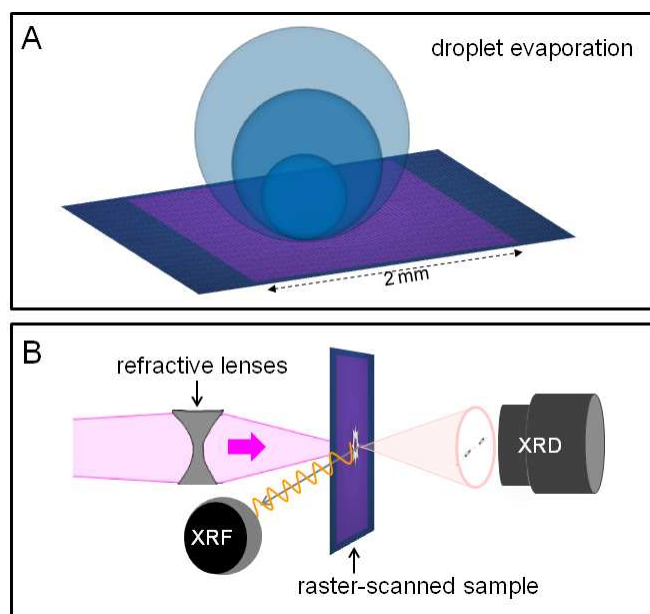 A
droplet evaporation
2 mm
B
refractive lenses
XRD
XRF
raster-scanned sample